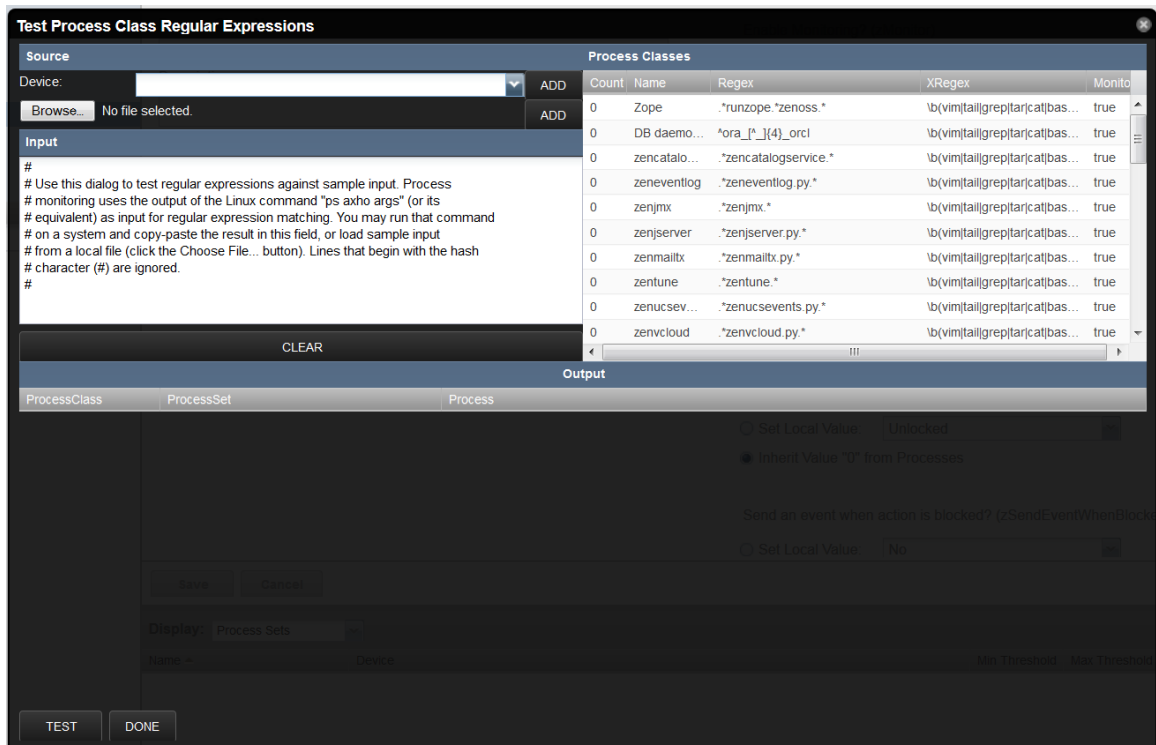 Test Process Class Regular Expressions
Source
Device:
ADD
Browse... No file selected.
ADD
Input
#
# Use this dialog to test regular expressions against sample input. Process
# monitoring uses the output of the Linux command "ps axho args" (or its
# equivalent) as input for regular expression matching. You may run that command
# on a system and copy-paste the result in this field, or load sample input
# from a local file (click the Choose File... button). Lines that begin with the hash
# character (#) are ignored.
#
CLEAR
Process Classes
Count Name Regex XRegex Monito
0 Zope .*runzope.*zenoss.* \b(vim|tail|grep|tar|cat|bas... true
0 DB daemo... ^ora_[^_]{4}_orcl \b(vim|tail|grep|tar|cat|bas... true
0 zencatalo... .*zencatalogservice.* \b(vim|tail|grep|tar|cat|bas... true
0 zeneventlog .*zeneventlog.py.* \b(vim|tail|grep|tar|cat|bas... true
0 zenjmx .*zenjmx.* \b(vim|tail|grep|tar|cat|bas... true
0 zenjserver .*zenjserver.py.* \b(vim|tail|grep|tar|cat|bas... true
0 zenmailtx .*zenmailtx.py.* \b(vim|tail|grep|tar|cat|bas... true
0 zentune .*zentune.* \b(vim|tail|grep|tar|cat|bas... true
0 zenucsev... .*zenucsevents.py.* \b(vim|tail|grep|tar|cat|bas... true
0 zenvcloud .*zenvcloud.py.* \b(vim|tail|grep|tar|cat|bas... true
Output
ProcessClass ProcessSet Process
Set Local Value: Unlocked
Inherit Value "0" from Processes
Send an event when action is blocked? (zSendEventWhenBlocke
Set Local Value: No
Save Cancel
Display: Process Sets
Name Device Min Threshold Max Threshold
TEST DONE